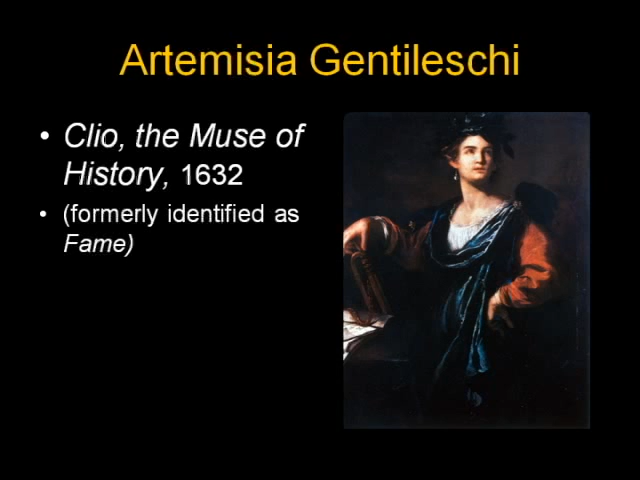 Artemisia Gentileschi
• Clio, the Muse of
History, 1632
• (formerly identified as
Fame)